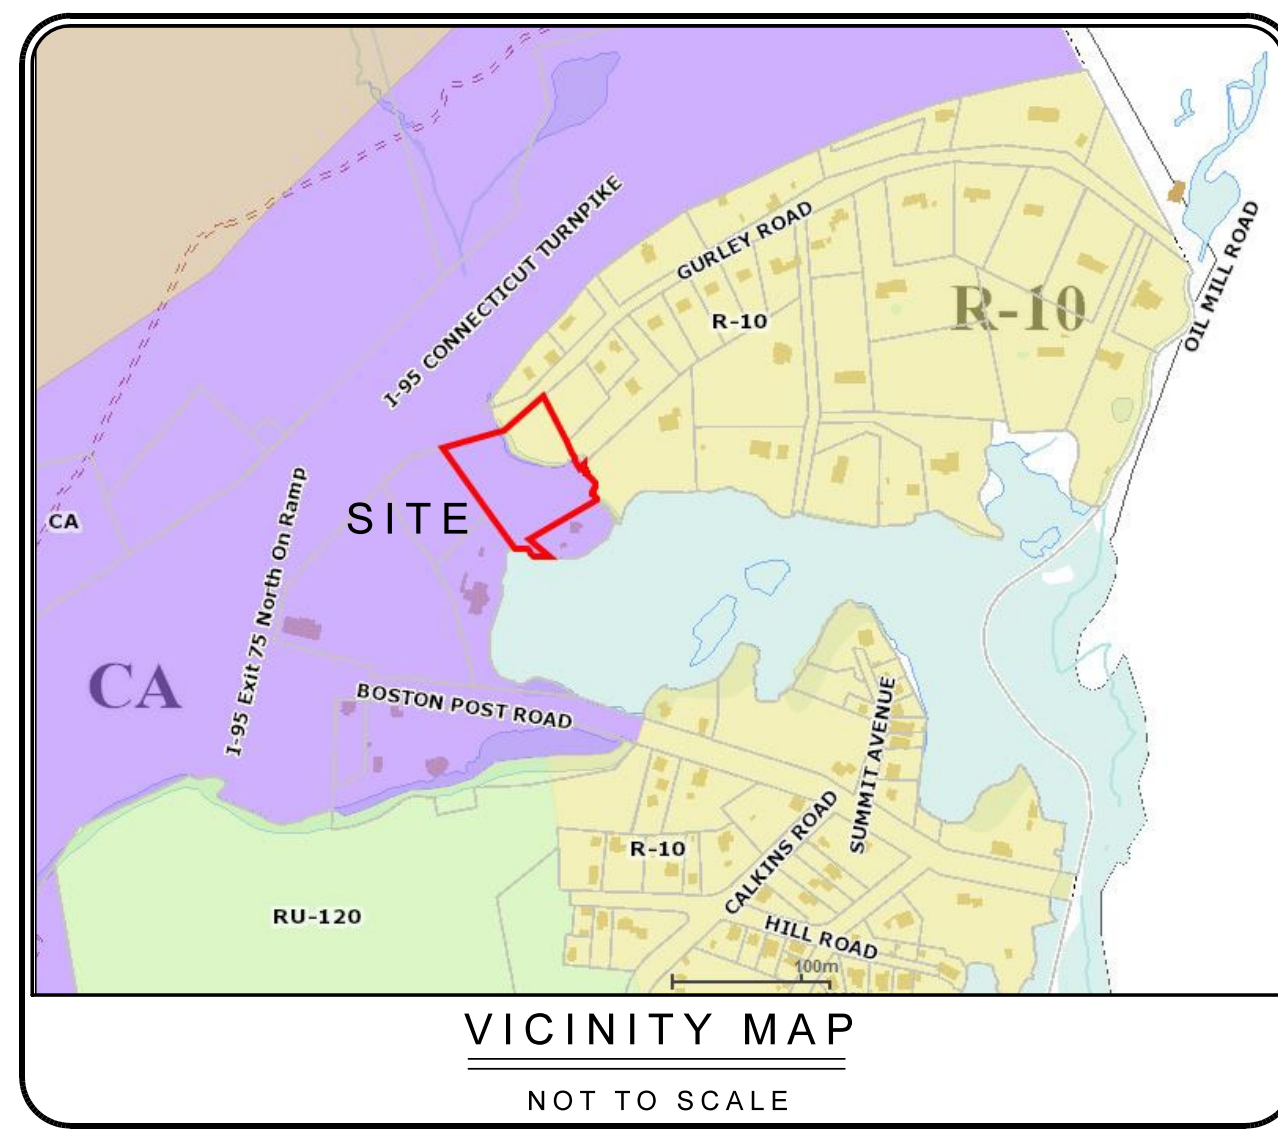 I-95 CONNECTICUT TURNPIKE
GURLEY ROAD
R-10
R-10
OIL MILL ROAD
SITE
CA
I-95 Exit 75 North On Ramp
CA
BOSTON POST ROAD
SUMMIT AVENUE
CALKINS ROAD
R-10
RU-120
HILL ROAD
100m
VICINITY MAP
NOT TO SCALE